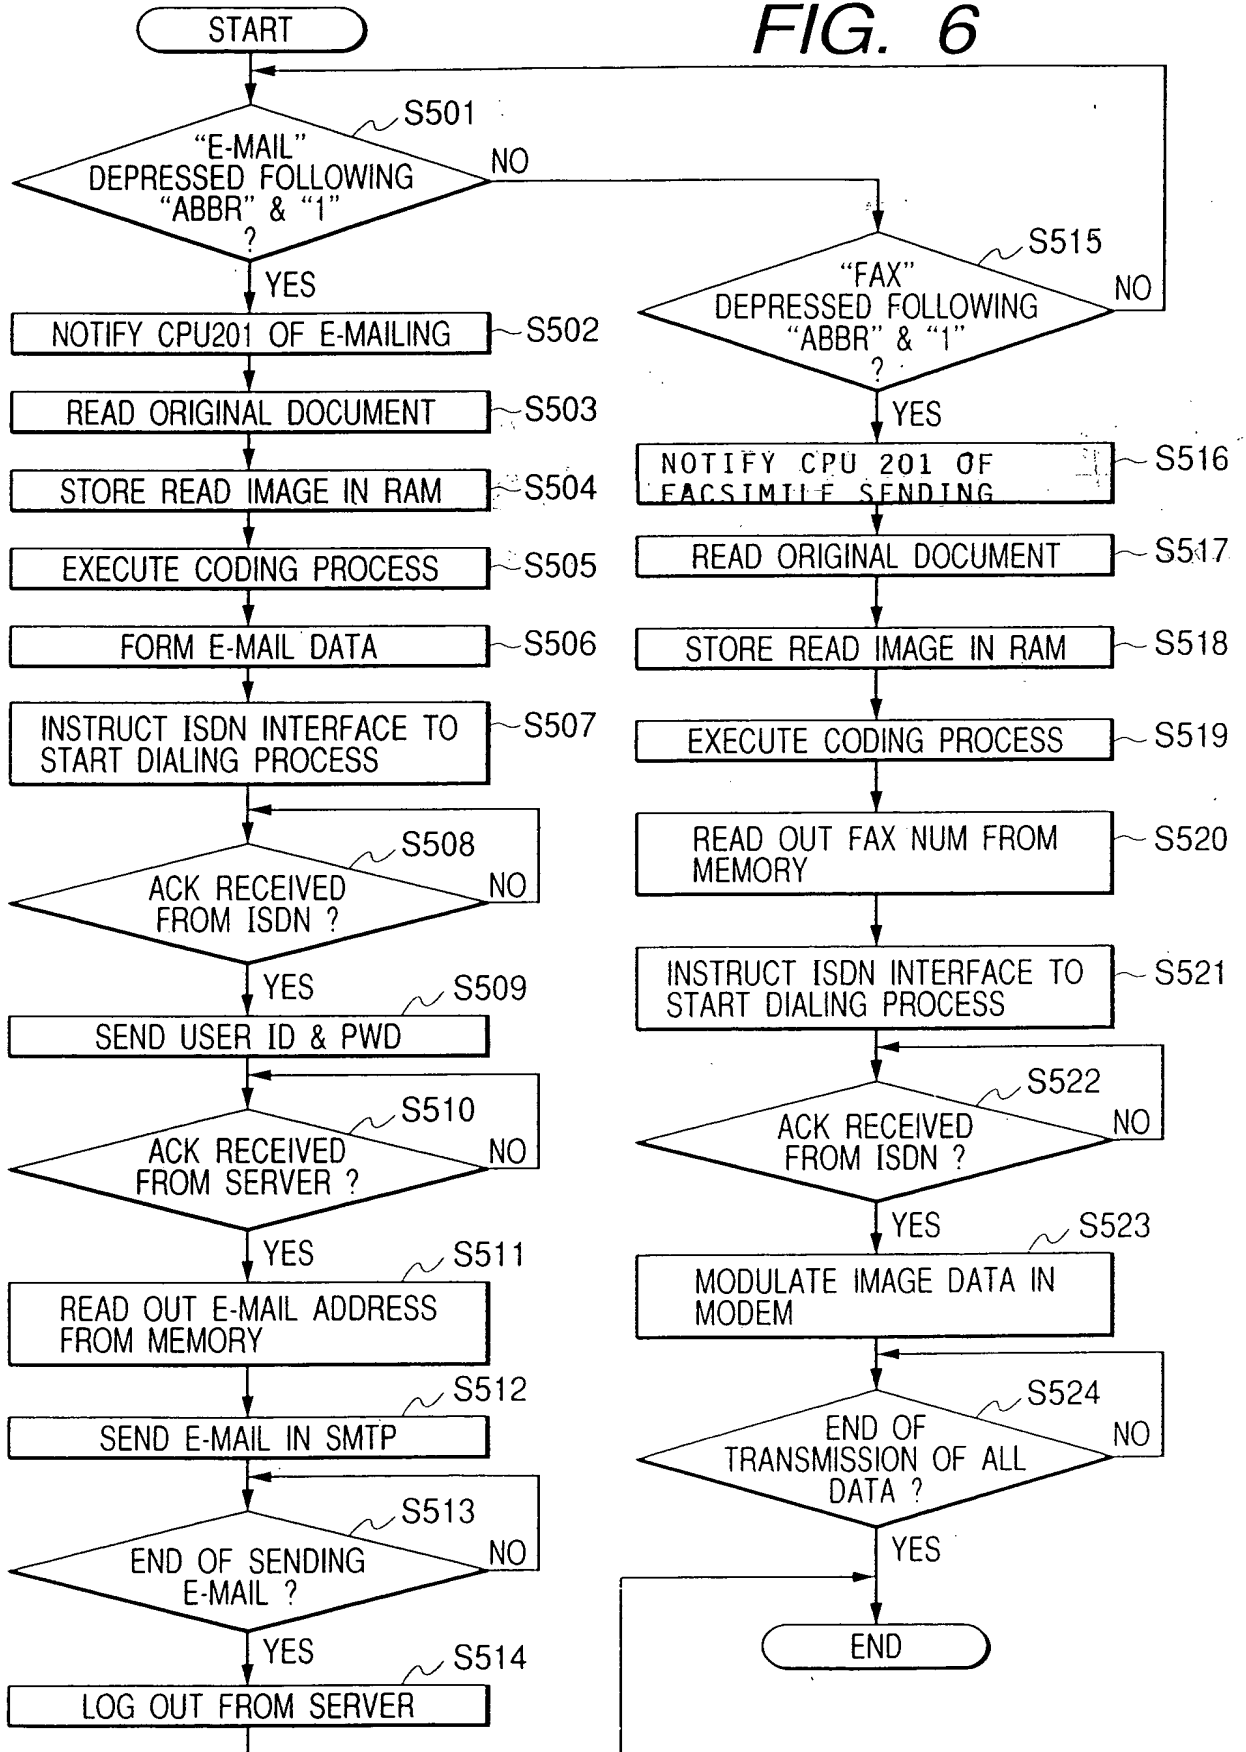 FIG. 6
START
S501
“E-MAIL”
DEPRESSED FOLLOWING
“ABBR” & “1”
?
NO
YES
NOTIFY CPU201 OF E-MAILING
S502
READ ORIGINAL DOCUMENT
S503
STORE READ IMAGE IN RAM
S504
EXECUTE CODING PROCESS
S505
FORM E-MAIL DATA
S506
INSTRUCT ISDN INTERFACE TO
START DIALING PROCESS
S507
S508
ACK RECEIVED
FROM ISDN ?
NO
YES
S509
SEND USER ID & PWD
S510
ACK RECEIVED
FROM SERVER ?
NO
YES
S511
READ OUT E-MAIL ADDRESS
FROM MEMORY
S512
SEND E-MAIL IN SMTP
S513
END OF SENDING
E-MAIL ?
NO
YES
S514
LOG OUT FROM SERVER
S515
“FAX”
DEPRESSED FOLLOWING
“ABBR” & “1”
?
NO
YES
NOTIFY CPU 201 OF
FACSIMILE SENDING
S516
READ ORIGINAL DOCUMENT
S517
STORE READ IMAGE IN RAM
S518
EXECUTE CODING PROCESS
S519
READ OUT FAX NUM FROM
MEMORY
S520
INSTRUCT ISDN INTERFACE TO
START DIALING PROCESS
S521
S522
ACK RECEIVED
FROM ISDN ?
NO
YES
S523
MODULATE IMAGE DATA IN
MODEM
S524
END OF
TRANSMISSION OF ALL
DATA ?
NO
YES
END